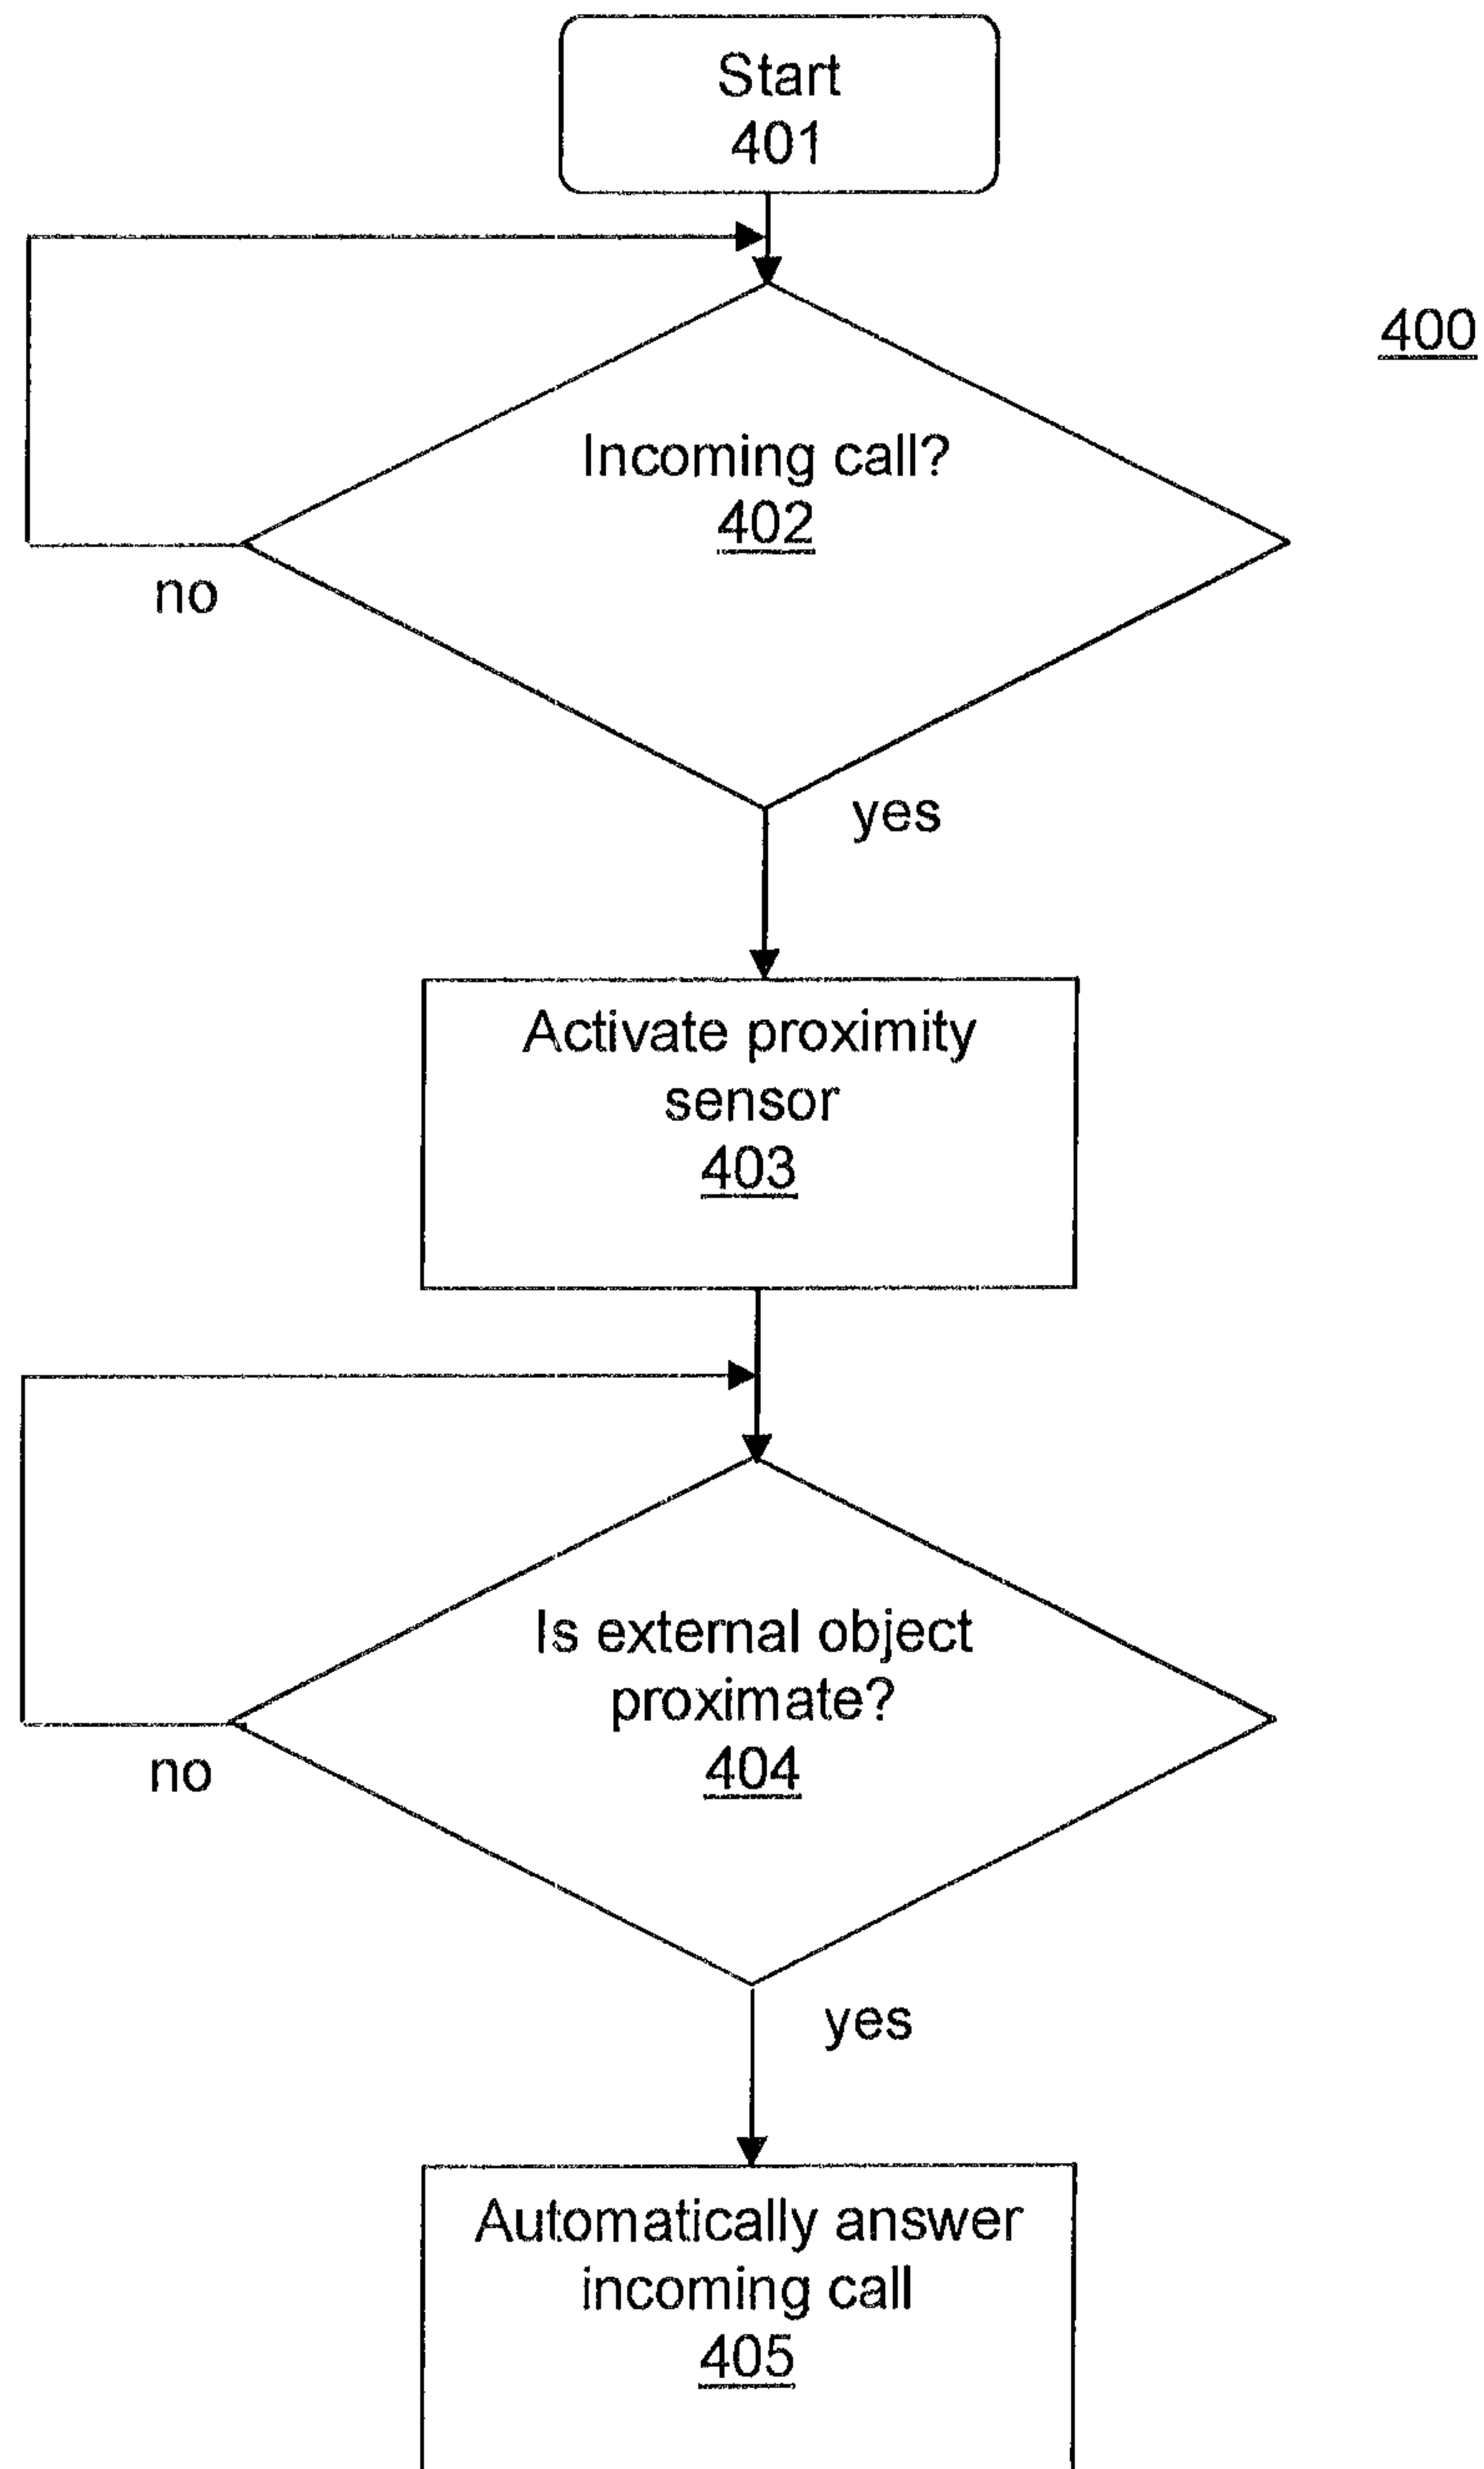 Start
401
400
Incoming call?
402
no
yes
Activate proximity
sensor
403
Is external object
proximate?
404
no
yes
Automatically answer
incoming call
405